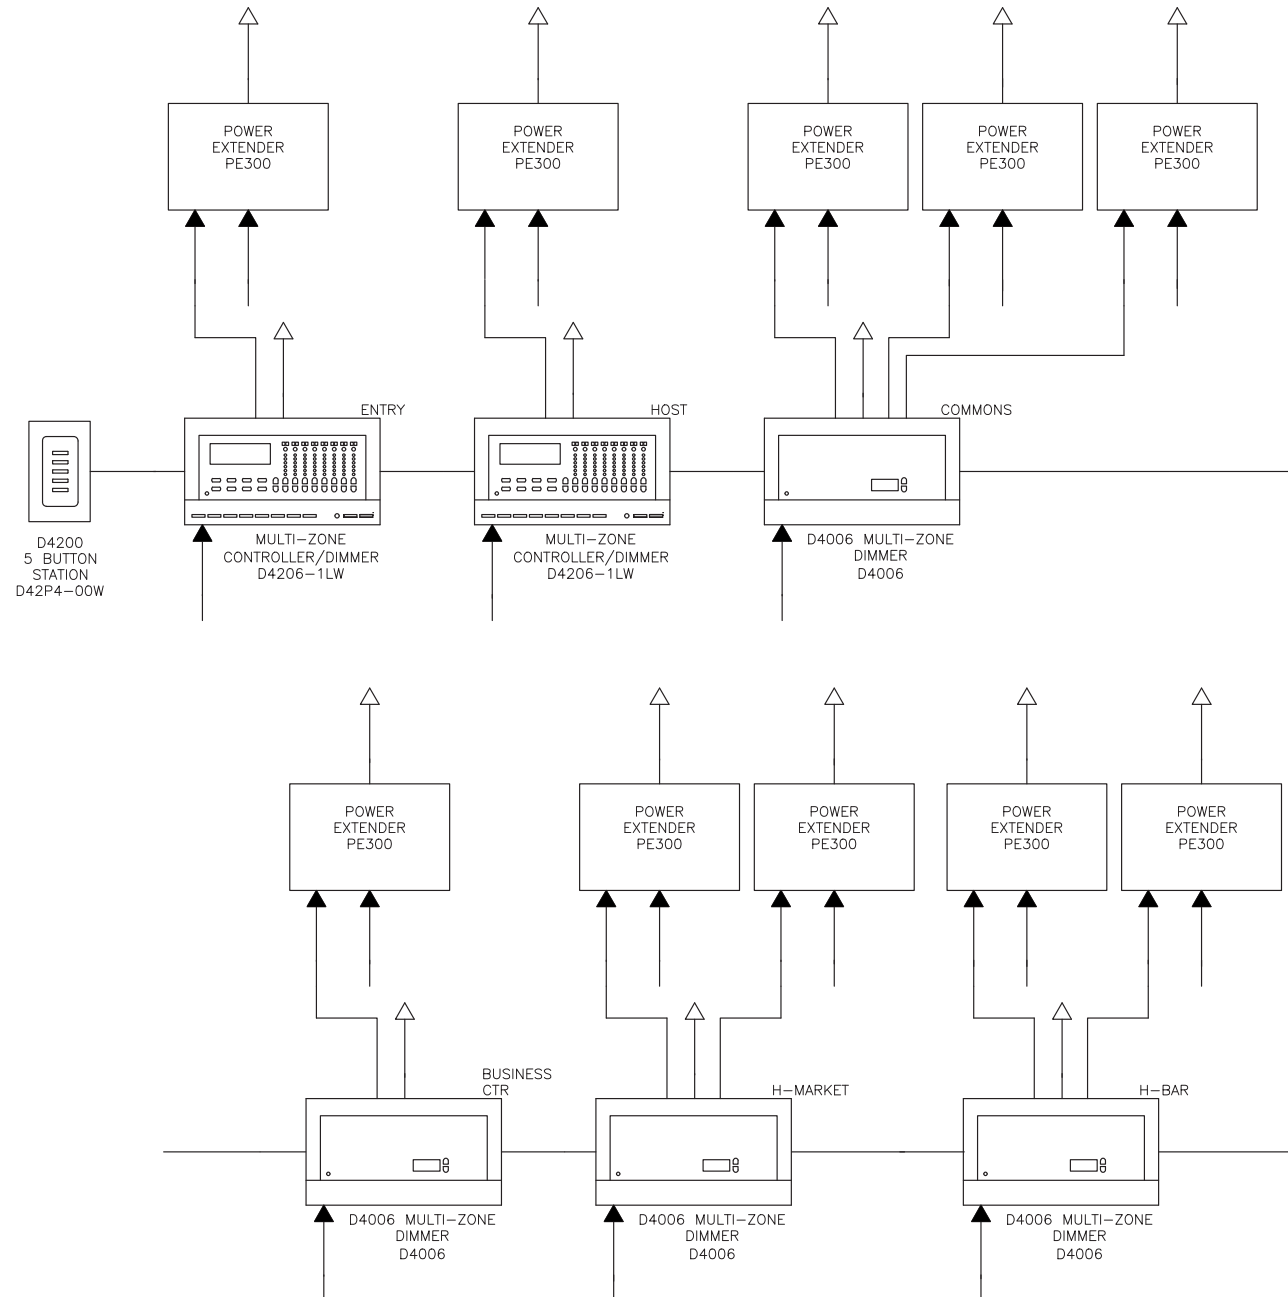 POWER
EXTENDER
PE300
POWER
EXTENDER
PE300
POWER
EXTENDER
PE300
POWER
EXTENDER
PE300
POWER
EXTENDER
PE300
ENTRY
HOST
COMMONS
D4200
5 BUTTON
STATION
D42P4-00W
MULTI-ZONE
CONTROLLER/DIMMER
D4206-1LW
MULTI-ZONE
CONTROLLER/DIMMER
D4206-1LW
D4006 MULTI-ZONE
DIMMER
D4006
POWER
EXTENDER
PE300
POWER
EXTENDER
PE300
POWER
EXTENDER
PE300
POWER
EXTENDER
PE300
POWER
EXTENDER
PE300
BUSINESS
CTR
H-MARKET
H-BAR
D4006 MULTI-ZONE
DIMMER
D4006
D4006 MULTI-ZONE
DIMMER
D4006
D4006 MULTI-ZONE
DIMMER
D4006